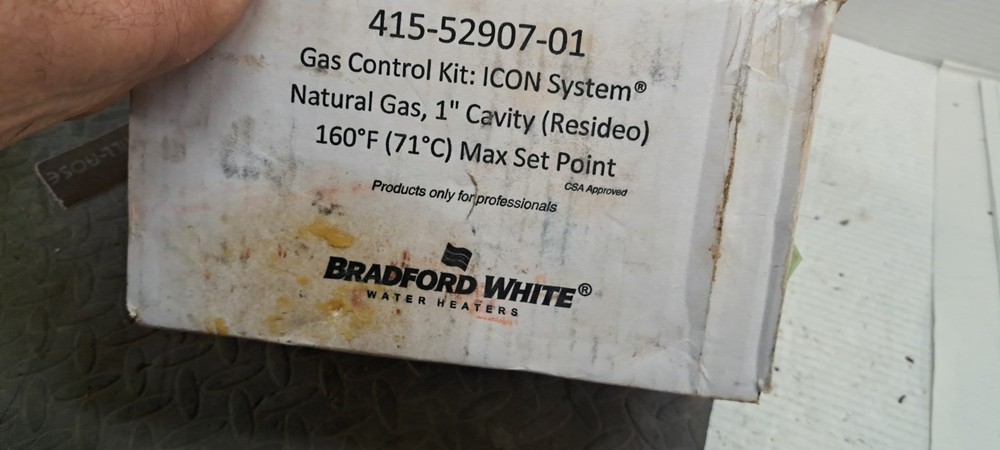 415-52907-01
Gas Control Kit: ICON System®
Natural Gas, 1" Cavity (Resideo)
160°F (71°C) Max Set Point
CSA Approved
Products only for professionals
BRADFORD WHITE®
WATER HEATERS